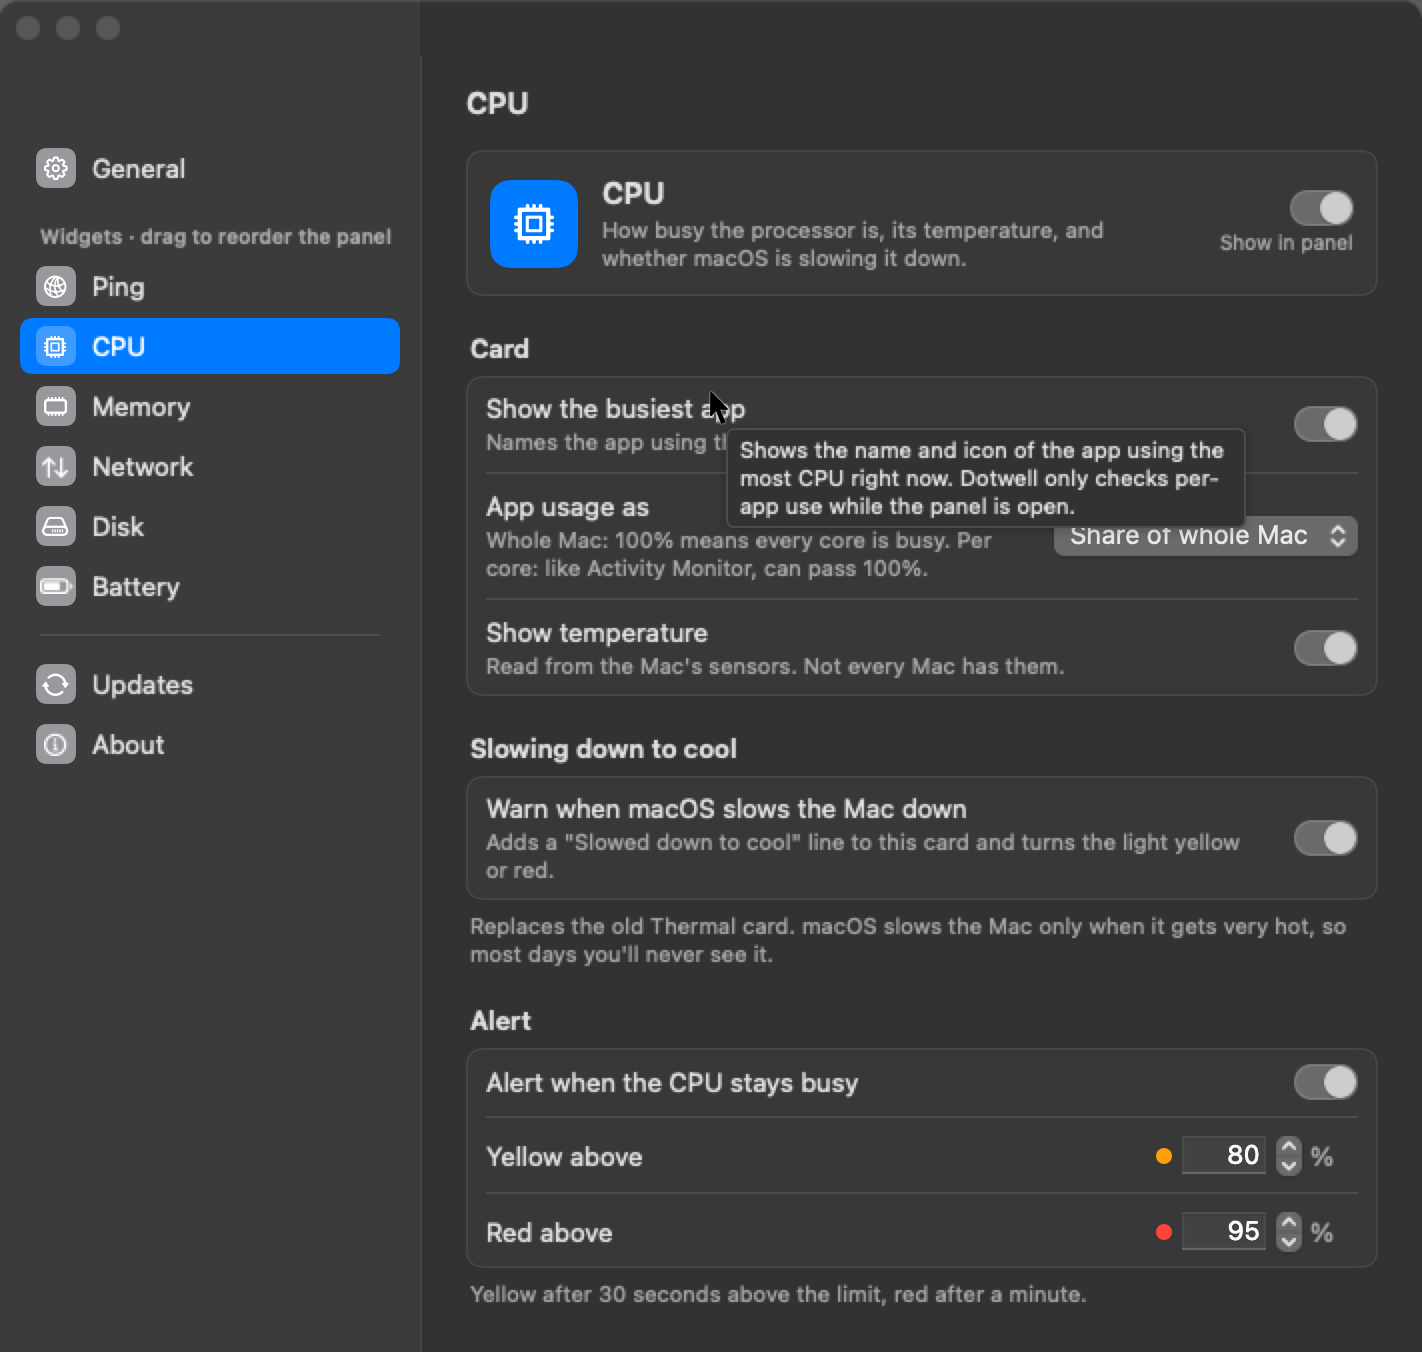 General
Widgets · drag to reorder the panel
Ping
CPU
Memory
Network
Disk
Battery
Updates
About
CPU
CPU
How busy the processor is, its temperature, and
whether macOS is slowing it down.
Show in panel
Card
Show the busiest app
Names the app using
Shows the name and icon of the app using the
most CPU right now. Dotwell only checks per-
app use while the panel is open.
App usage as
Whole Mac: 100% means every core is busy. Per
core: like Activity Monitor, can pass 100%.
Share of whole Mac
Show temperature
Read from the Mac's sensors. Not every Mac has them.
Slowing down to cool
Warn when macOS slows the Mac down
Adds a "Slowed down to cool" line to this card and turns the light yellow
or red.
Replaces the old Thermal card. macOS slows the Mac only when it gets very hot, so
most days you'll never see it.
Alert
Alert when the CPU stays busy
Yellow above
80 %
Red above
95 %
Yellow after 30 seconds above the limit, red after a minute.